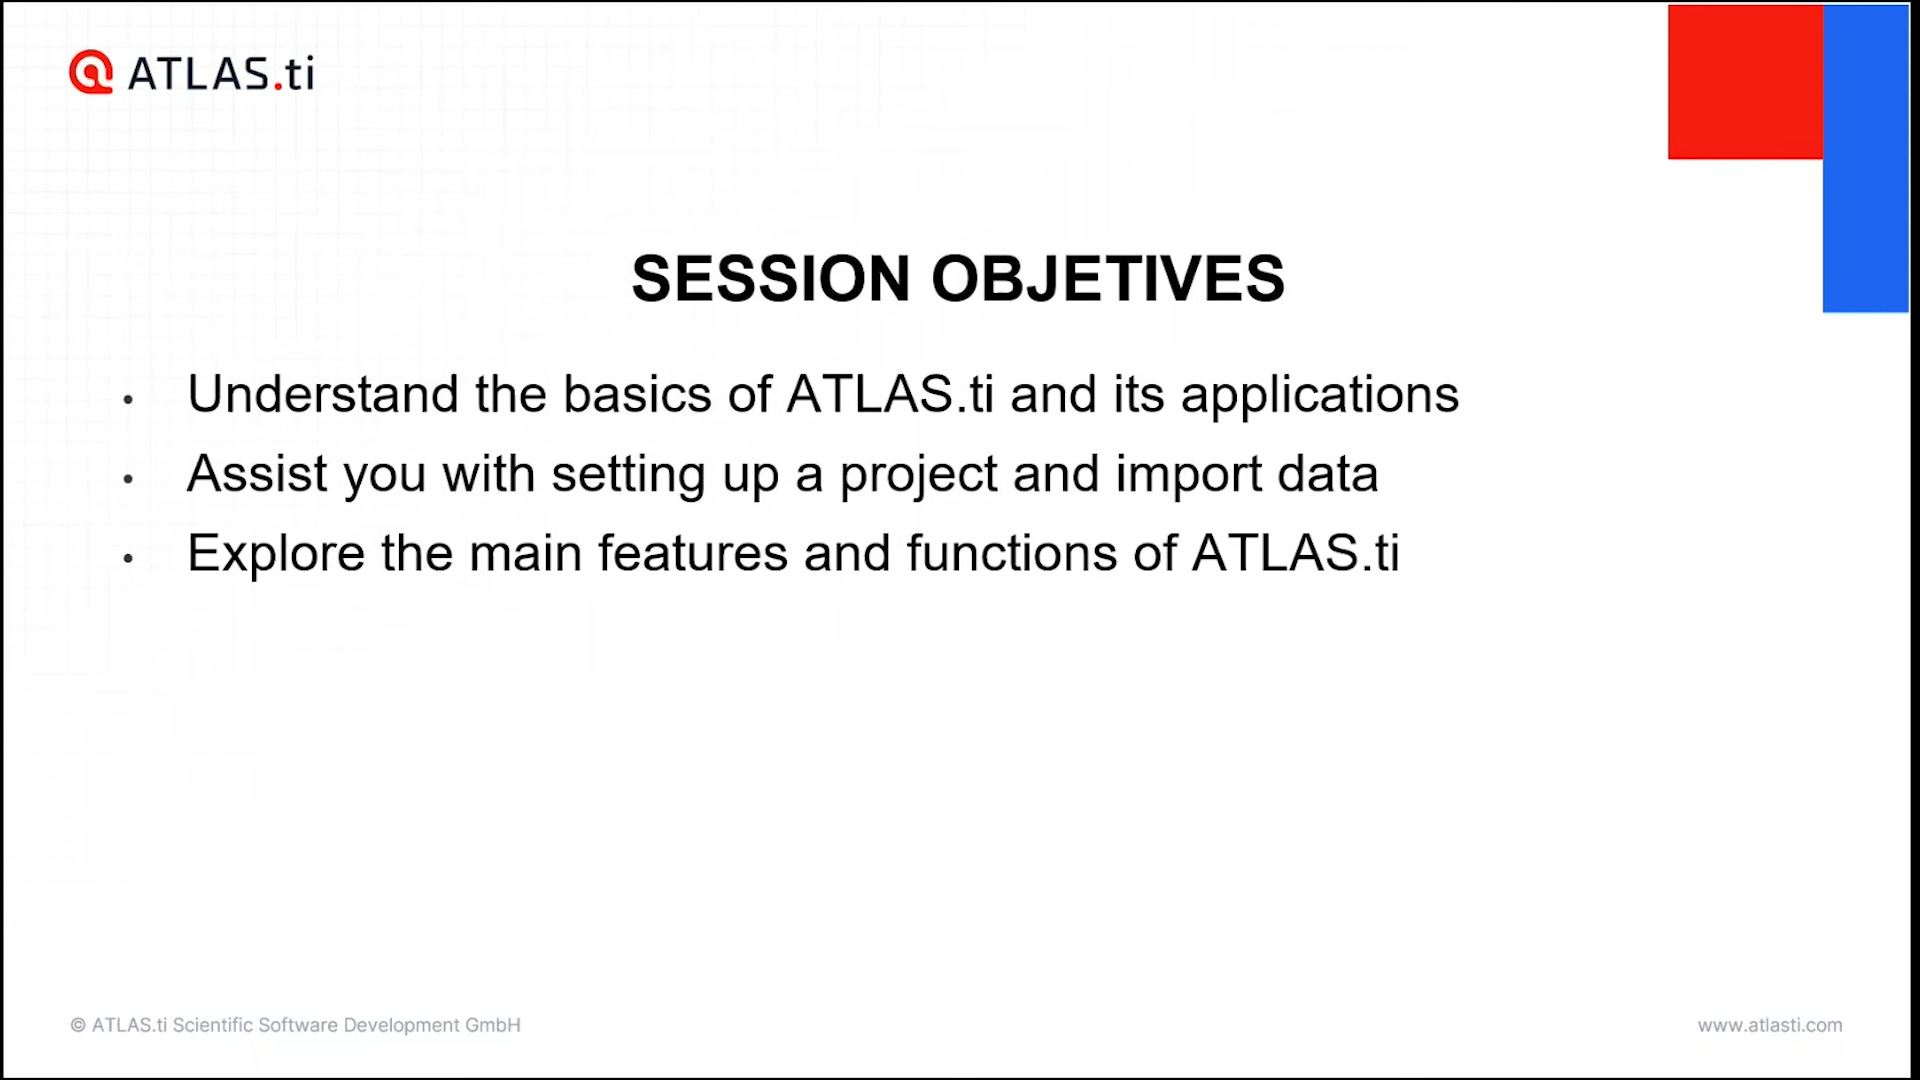 ATLAS.ti
SESSION OBJETIVES
• Understand the basics of ATLAS.ti and its applications
• Assist you with setting up a project and import data
• Explore the main features and functions of ATLAS.ti
© ATLAS.ti Scientific Software Development GmbH
www.atlasti.com